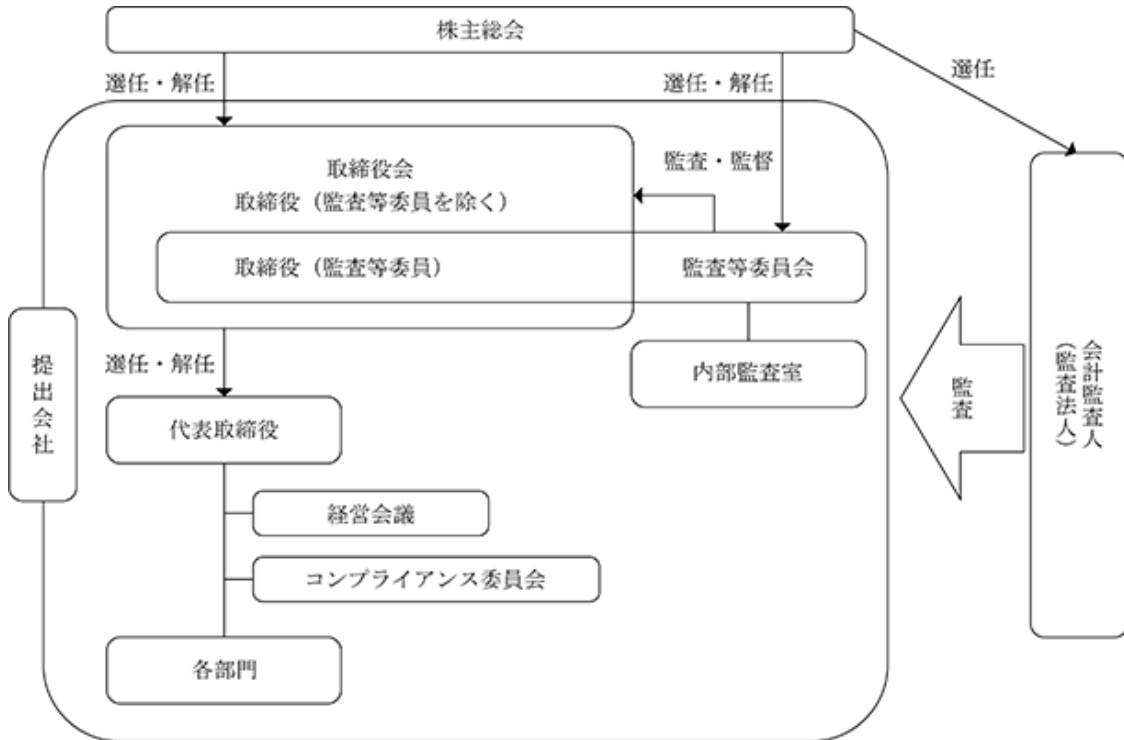 株主総会
選任・解任
選任・解任
選任
取締役会
取締役（監査等委員を除く）
監査・監督
取締役（監査等委員）
監査等委員会
提出会社
選任・解任
内部監査室
監査
会計監査人
（監査法人）
代表取締役
経営会議
コンプライアンス委員会
各部門